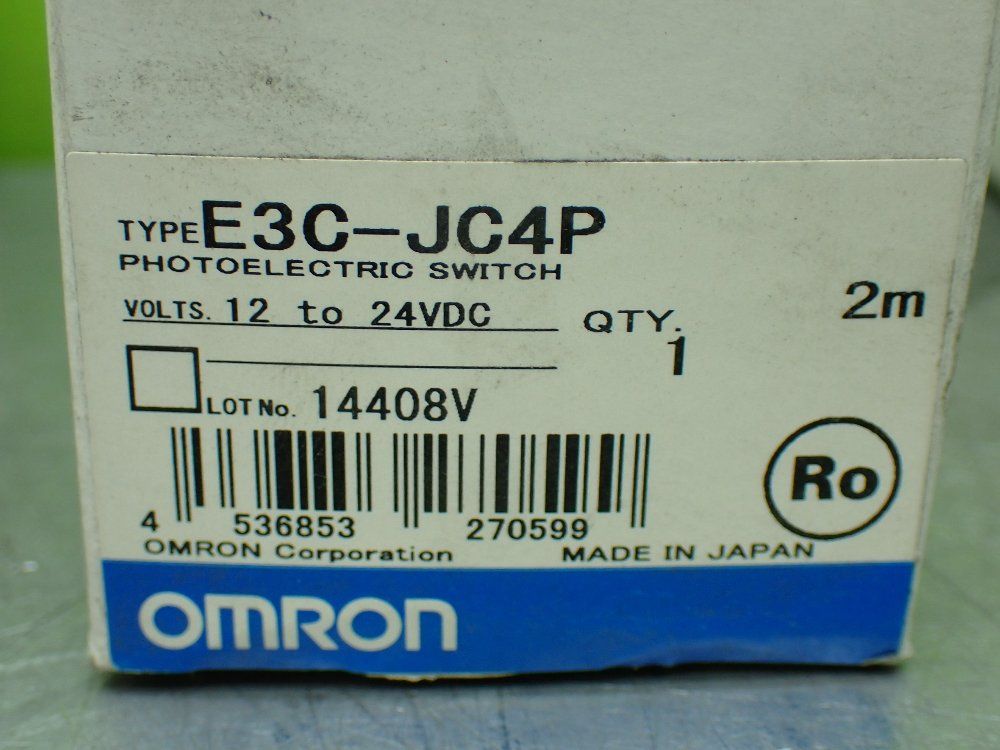 TYPE E3C-JC4P
PHOTOELECTRIC SWITCH
VOLTS. 12 to 24VDC QTY. 2m
1
LOT No. 14408V
Ro
4 536853 270599
OMRON Corporation MADE IN JAPAN
OMRON